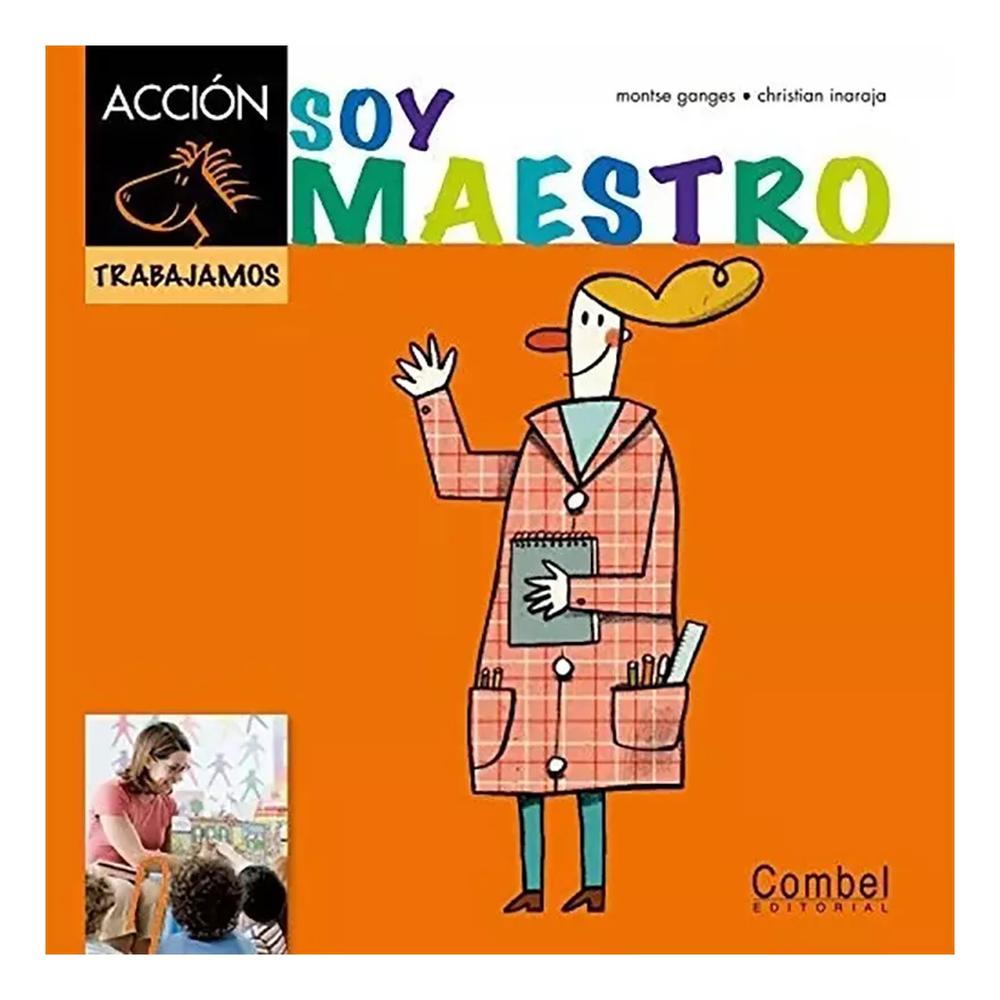 ACCIÓN
TRABAJAMOS
SOY
MAESTRO
montse ganges • christian inaraja
Combel
EDITORIAL